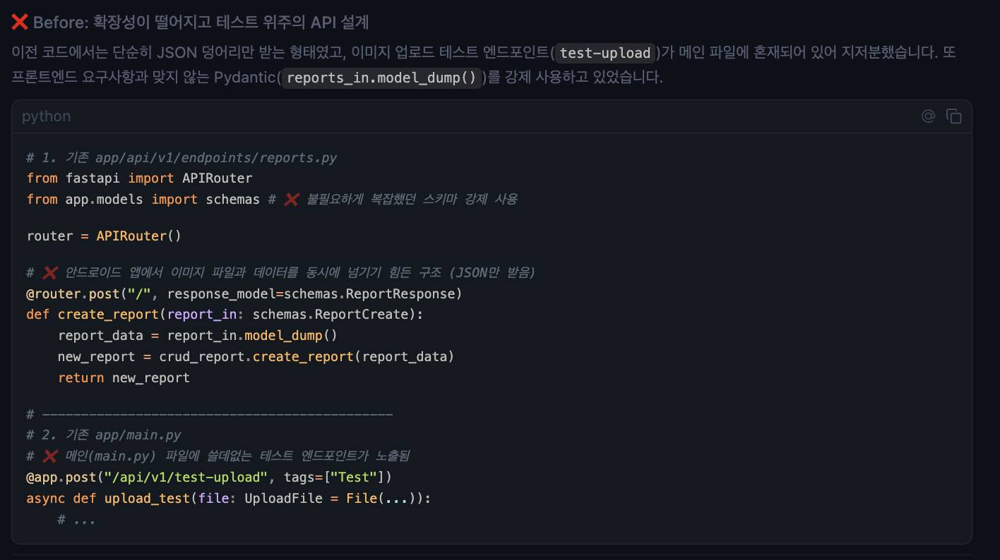 ❌ Before: 확장성이 떨어지고 테스트 위주의 API 설계
이전 코드에서는 단순히 JSON 덩어리만 받는 형태였고, 이미지 업로드 테스트 엔드포인트(test-upload)가 메인 파일에 혼재되어 있어 지저분했습니다. 또
프론트엔드 요구사항과 맞지 않는 Pydantic(reports_in.model_dump())를 강제 사용하고 있었습니다.
python
# 1. 기존 app/api/v1/endpoints/reports.py
from fastapi import APIRouter
from app.models import schemas # ❌ 불필요하게 복잡했던 스키마 강제 사용
router = APIRouter()
# ❌ 안드로이드 앱에서 이미지 파일과 데이터를 동시에 넘기기 힘든 구조 (JSON만 받음)
@router.post("/", response_model=schemas.ReportResponse)
def create_report(report_in: schemas.ReportCreate):
    report_data = report_in.model_dump()
    new_report = crud_report.create_report(report_data)
    return new_report
# ---------------------------------------------
# 2. 기존 app/main.py
# ❌ 메인(main.py) 파일에 쓸데없는 테스트 엔드포인트가 노출됨
@app.post("/api/v1/test-upload", tags=["Test"])
async def upload_test(file: UploadFile = File(...)):
    # ...